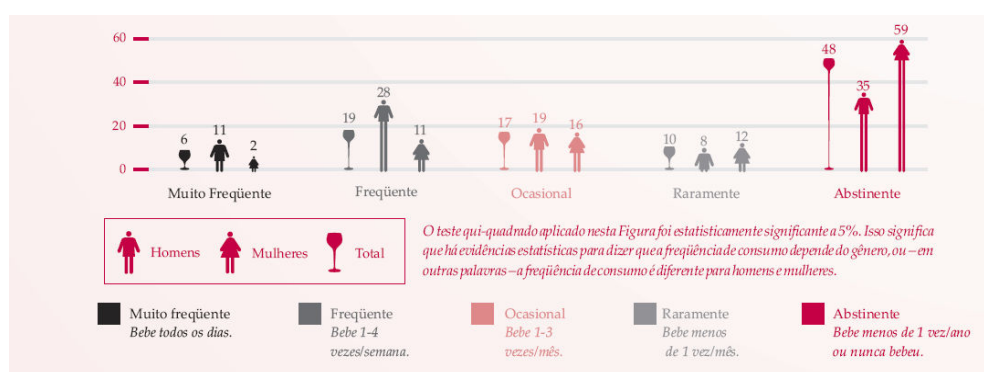 60
40
20
0
6
11
2
19
28
11
17
19
16
10
8
12
48
35
59
Muito Freqüente
Freqüente
Ocasional
Raramente
Abstinente
Homens
Mulheres
Total
O teste qui-quadrado aplicado nesta Figura foi estatisticamente significante a 5%. Isso significa
que há evidências estatísticas para dizer que a freqüência de consumo depende do gênero, ou – em
outras palavras – a freqüência de consumo é diferente para homens e mulheres.
Muito freqüente
Bebe todos os dias.
Freqüente
Bebe 1-4
vezes/semana.
Ocasional
Bebe 1-3
vezes/mês.
Raramente
Bebe menos
de 1 vez/mês.
Abstinente
Bebe menos de 1 vez/ano
ou nunca bebeu.